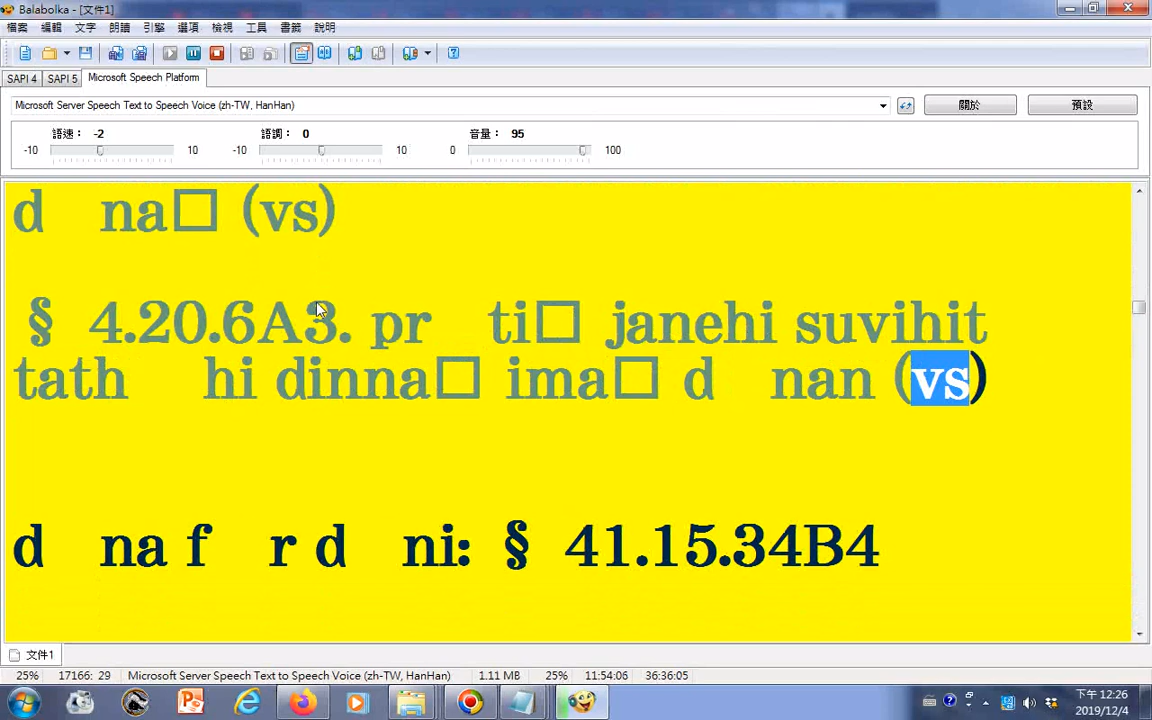 Balabolka - [文件1]
檔案 編輯 文字 朗讀 引擎 選項 檢視 工具 書籤 說明
SAPI 4 SAPI 5 Microsoft Speech Platform
Microsoft Server Speech Text to Speech Voice (zh-TW, HanHan) 關於 預設
語速： -2 語調： 0 音量： 95
-10 10 -10 10 0 100
d na□ (vs)
§ 4.20.6A3. pr ti□ janehi suvihit
tath hi dinna□ ima□ d nan (vs)
d na f r d ni: § 41.15.34B4
文件1
25% 17166: 29 Microsoft Server Speech Text to Speech Voice (zh-TW, HanHan) 1.11 MB 25% 11:54:06 36:36:05
下午 12:26
2019/12/4